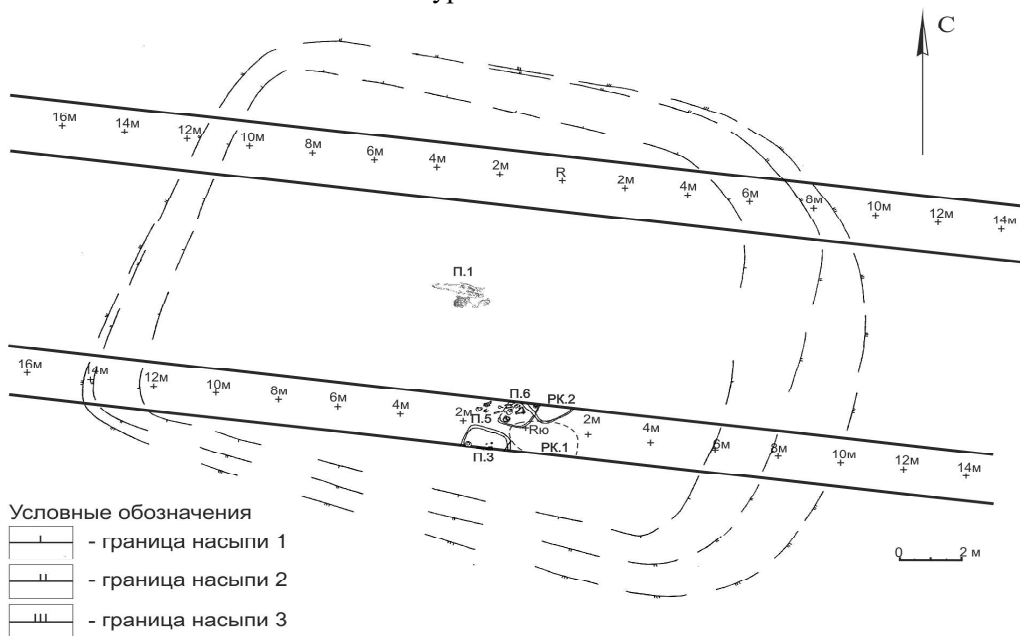 С
16м 14м 12м 10м 8м 6м 4м 2м R 2м 4м 6м 8м 10м 12м 14м
П.1
16м 14м 12м 10м 8м 6м 4м 2м Rю 2м 4м 6м 8м 10м 12м 14м
П.6 РК.2
П.5
П.3 РК.1
Условные обозначения
- граница насыпи 1
- граница насыпи 2
- граница насыпи 3
0 2 м